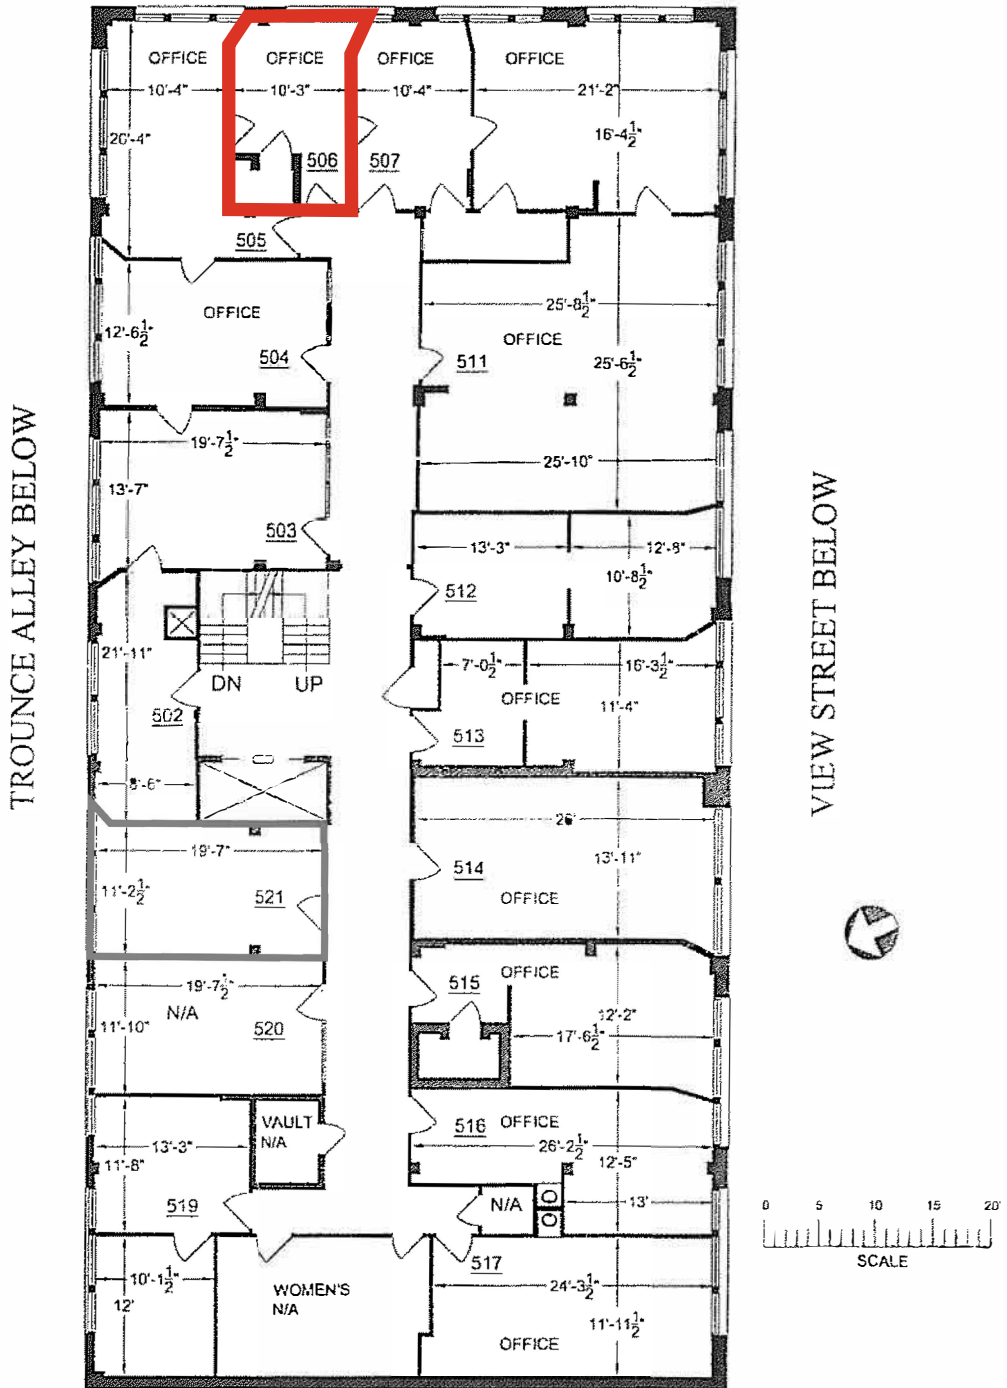 OFFICE OFFICE OFFICE OFFICE
10'-4" 10'-3" 10'-4" 21'-2"
20'-4" 16'-4 1/2"
506 507
505
OFFICE
12'-6 1/2"
504
25'-8 1/2"
OFFICE
511 25'-6 1/2"
19'-7 1/2"
25'-10"
13'-7"
503
13'-3" 12'-8"
10'-8 1/2"
512
21'-11"
DN UP
502
8'-6"
7'-0 1/2" 16'-3 1/2"
OFFICE
11'-4"
513
26'
13'-11"
514
OFFICE
19'-7"
11'-2 1/2"
521
OFFICE
515
12'-2"
17'-6 1/2"
19'-7 1/2"
N/A
11'-10"
520
VAULT
N/A
13'-3"
11'-8"
519
516 OFFICE
26'-2 1/2"
12'-5"
N/A
13'
517
10'-1 1/2"
12'
WOMEN'S
N/A
24'-3 1/2"
11'-11 1/2"
OFFICE
TROUNCE ALLEY BELOW
VIEW STREET BELOW
0 5 10 15 20'
SCALE